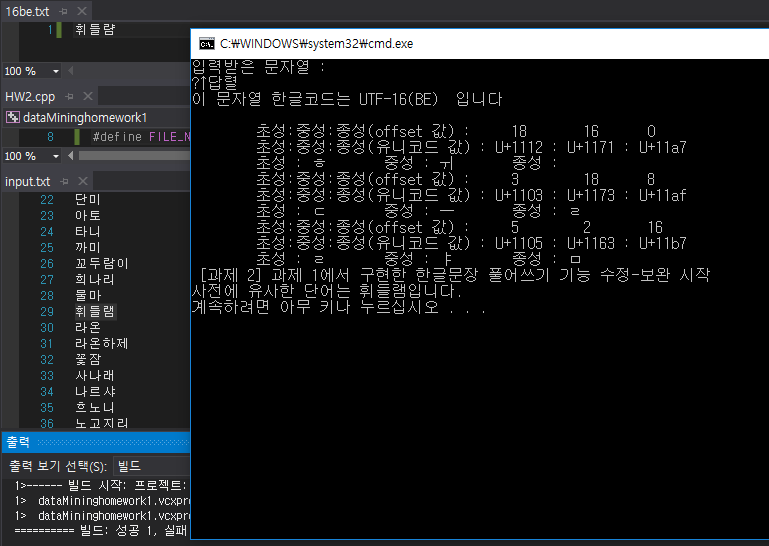 16be.txt
1 휘들럄
100 %
HW2.cpp
dataMininghomework1
8 #define FILE_N
100 %
input.txt
22 단미
23 아토
24 타니
25 까미
26 꼬두람이
27 희나리
28 둘마
29 휘들램
30 라온
31 라온하제
32 꽃잠
33 사나래
34 나르샤
35 흐노니
36 노고지리
출력
출력 보기 선택(S): 빌드
1>------ 빌드 시작: 프로젝트:
1> dataMininghomework1.vcxpro
1> dataMininghomework1.vcxpro
========== 빌드: 성공 1, 실패
C:₩WINDOWS₩system32₩cmd.exe
입력받은 문자열 :
?↑답렬
이 문자열 한글코드는 UTF-16(BE) 입니다
초성:중성:종성(offset 값) : 18 16 0
초성:중성:종성(유니코드 값) : U+1112 : U+1171 : U+11a7
초성 : ㅎ 중성 : ㅟ 종성 :
초성:중성:종성(offset 값) : 3 18 8
초성:중성:종성(유니코드 값) : U+1103 : U+1173 : U+11af
초성 : ㄷ 중성 : ㅡ 종성 : ㄹ
초성:중성:종성(offset 값) : 5 2 16
초성:중성:종성(유니코드 값) : U+1105 : U+1163 : U+11b7
초성 : ㄹ 중성 : ㅑ 종성 : ㅁ
[과제 2] 과제 1에서 구현한 한글문장 풀어쓰기 기능 수정-보완 시작
사전에 유사한 단어는 휘들램입니다.
계속하려면 아무 키나 누르십시오 . . .